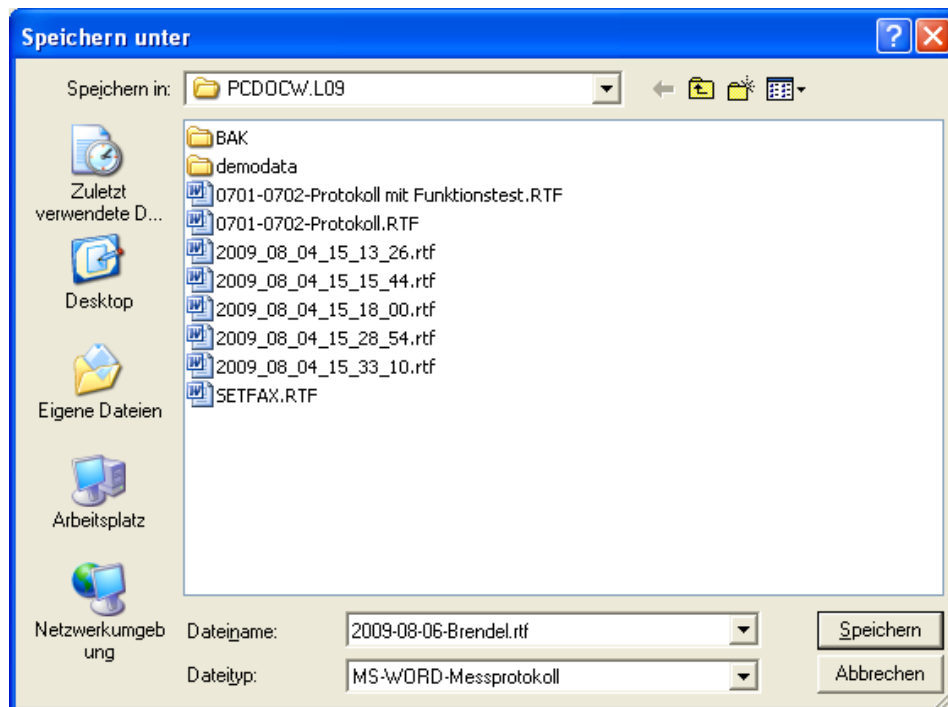 Speichern unter
Speichern in:
PCDOCW.L09
Zuletzt
verwendete D...
Desktop
Eigene Dateien
Arbeitsplatz
Netzwerkumgeb
ung
BAK
demodata
0701-0702-Protokoll mit Funktionstest.RTF
0701-0702-Protokoll.RTF
2009_08_04_15_13_26.rtf
2009_08_04_15_15_44.rtf
2009_08_04_15_18_00.rtf
2009_08_04_15_28_54.rtf
2009_08_04_15_33_10.rtf
SETFAX.RTF
Dateiname:
2009-08-06-Brendel.rtf
Speichern
Dateityp:
MS-WORD-Messprotokoll
Abbrechen